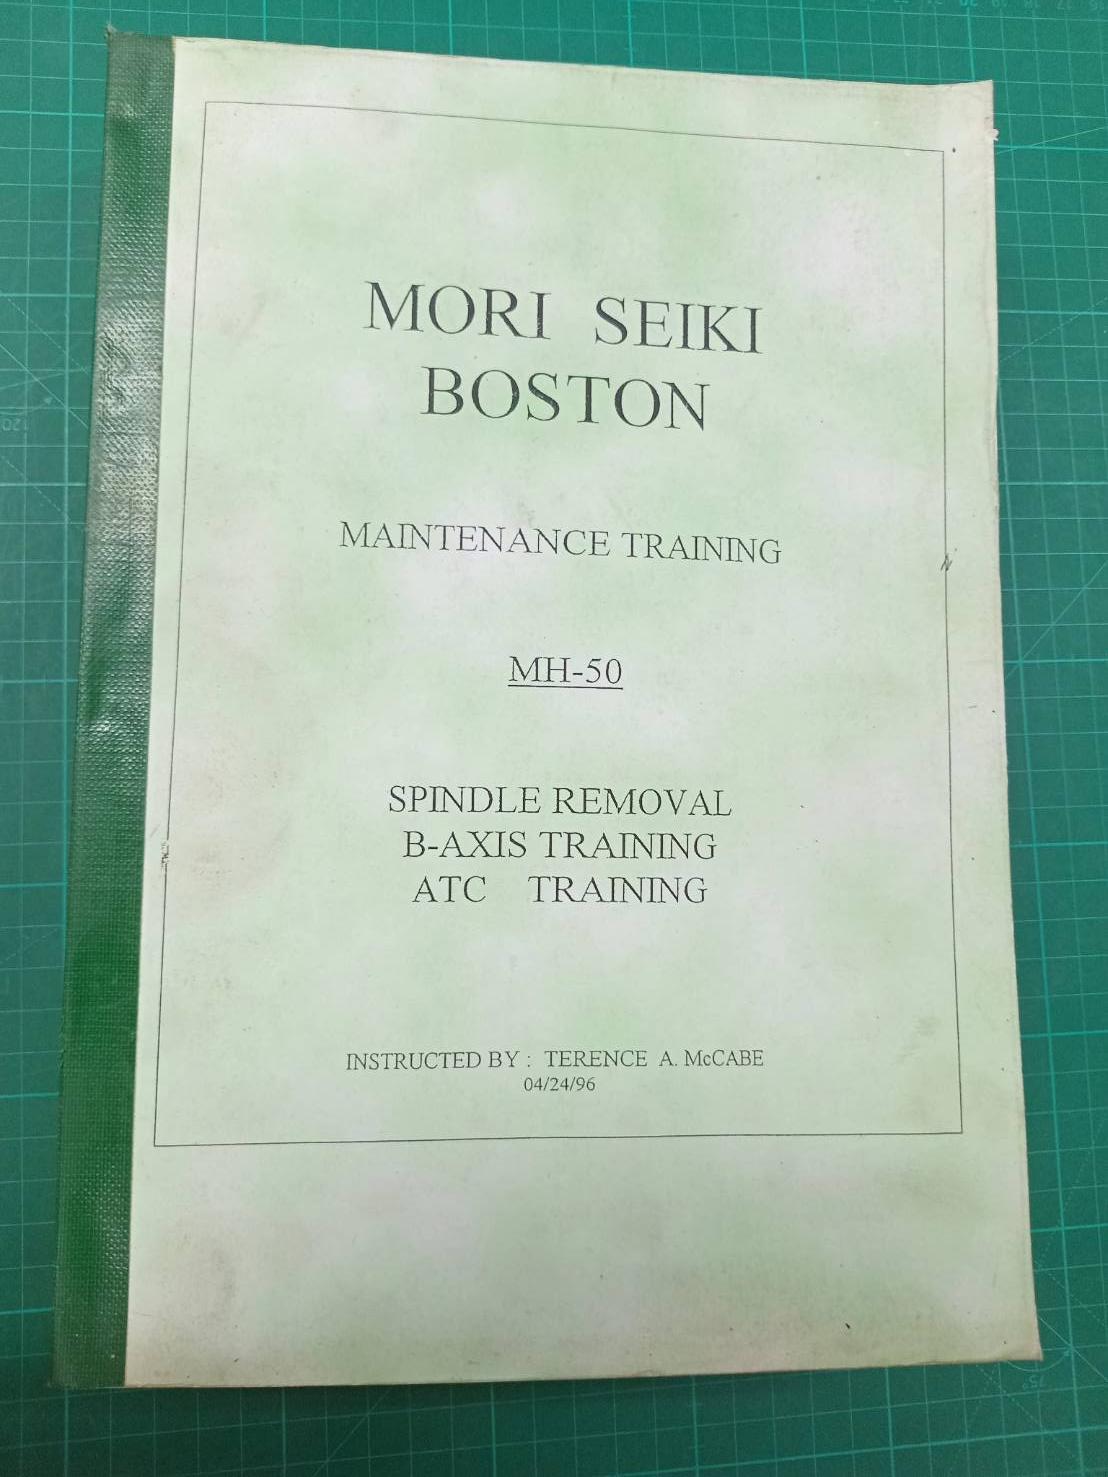 MORI SEIKI
BOSTON
MAINTENANCE TRAINING
MH-50
SPINDLE REMOVAL
B-AXIS TRAINING
ATC TRAINING
INSTRUCTED BY : TERENCE A. McCABE
04/24/96